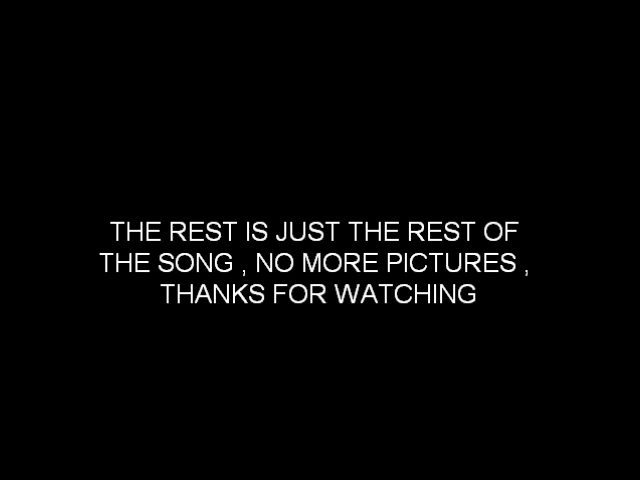 THE REST IS JUST THE REST OF
THE SONG , NO MORE PICTURES ,
THANKS FOR WATCHING